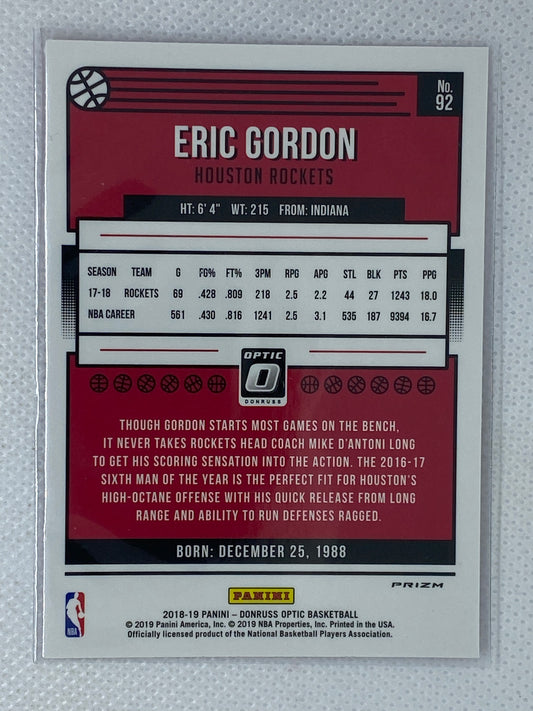 No.
92
ERIC GORDON
HOUSTON ROCKETS
HT: 6' 4" WT: 215 FROM: INDIANA
SEASON TEAM G FG% FT% 3PM RPG APG STL BLK PTS PPG
17-18 ROCKETS 69 .428 .809 218 2.5 2.2 44 27 1243 18.0
NBA CAREER 561 .430 .816 1241 2.5 3.1 535 187 9394 16.7
OPTIC
DONRUSS
THOUGH GORDON STARTS MOST GAMES ON THE BENCH,
IT NEVER TAKES ROCKETS HEAD COACH MIKE D'ANTONI LONG
TO GET HIS SCORING SENSATION INTO THE ACTION. THE 2016-17
SIXTH MAN OF THE YEAR IS THE PERFECT FIT FOR HOUSTON'S
HIGH-OCTANE OFFENSE WITH HIS QUICK RELEASE FROM LONG
RANGE AND ABILITY TO RUN DEFENSES RAGGED.
BORN: DECEMBER 25, 1988
PRIZM
PANINI
NBA
2018-19 PANINI – DONRUSS OPTIC BASKETBALL
© 2019 Panini America, Inc. © 2019 NBA Properties, Inc. Printed in the USA.
Officially licensed product of the National Basketball Players Association.